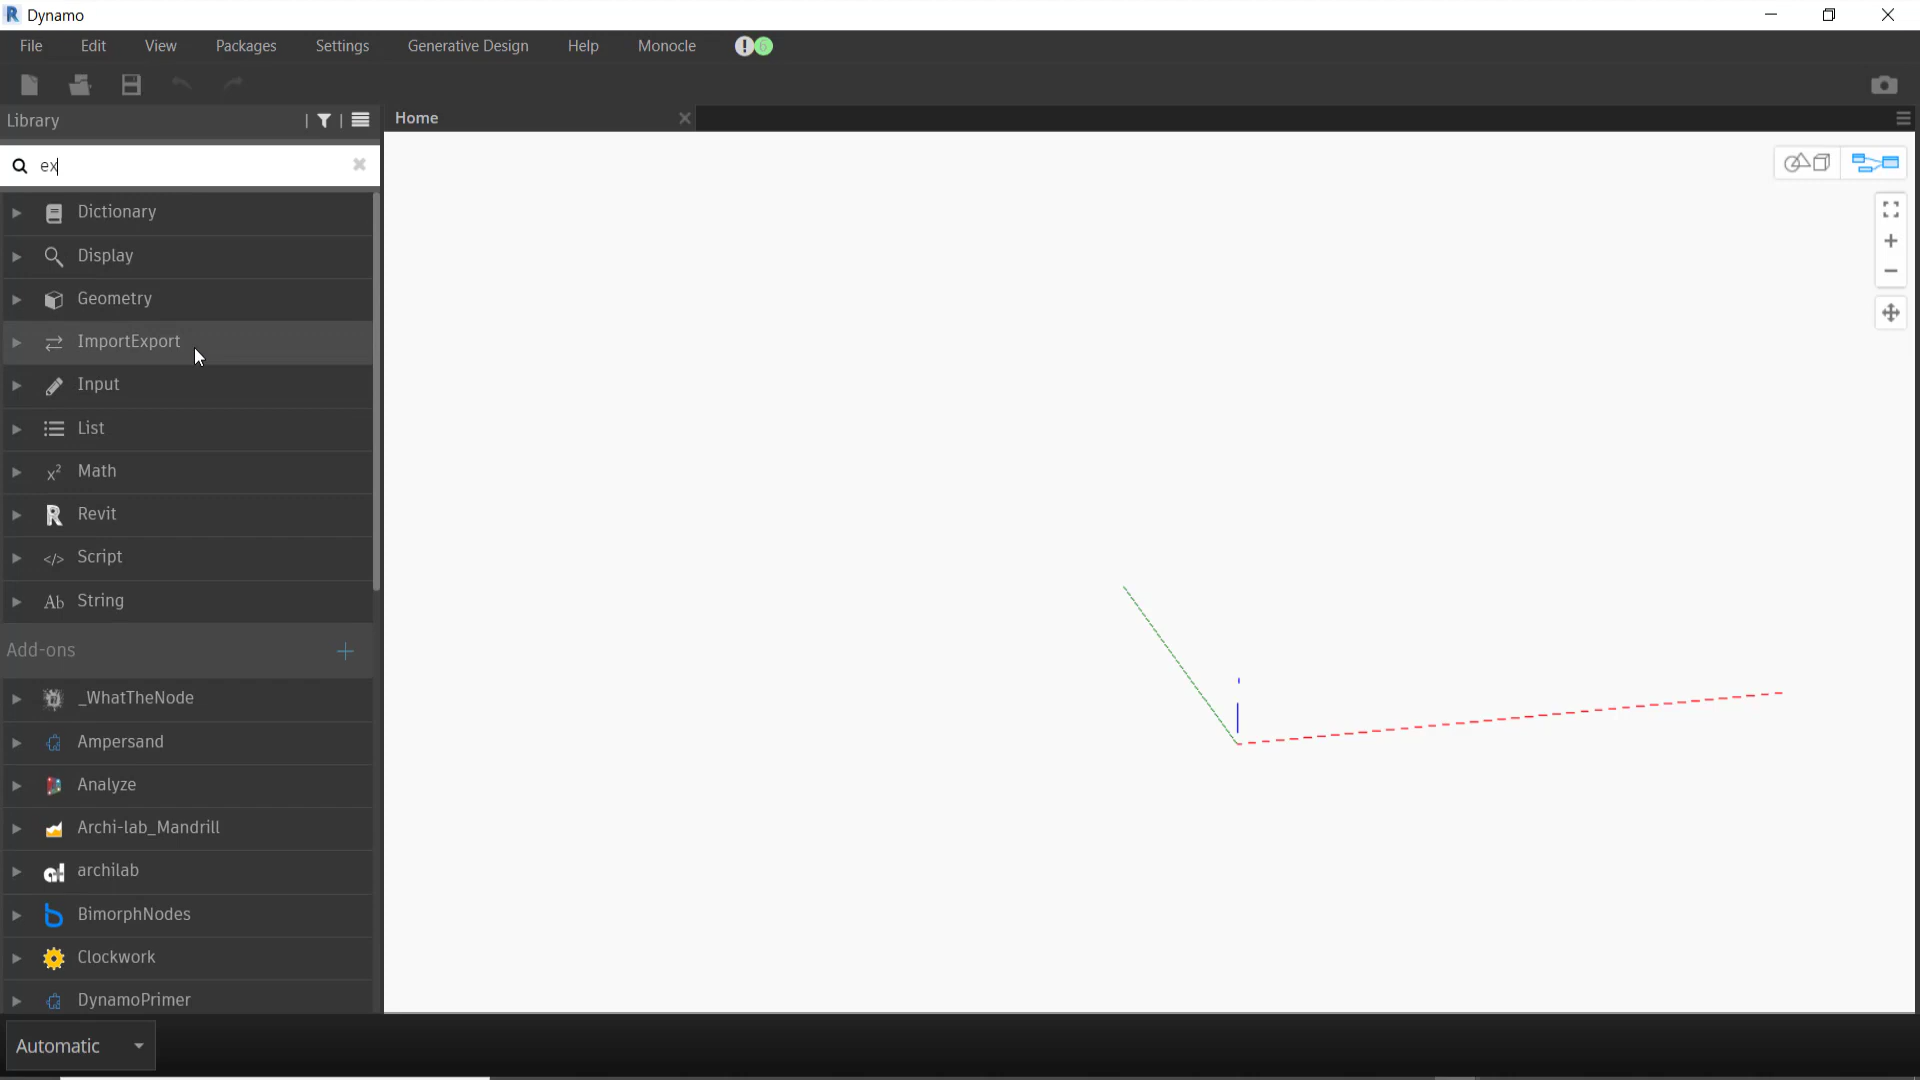 Dynamo
File Edit View Packages Settings Generative Design Help Monocle
Library
Home
ex
Dictionary
Display
Geometry
ImportExport
Input
List
Math
Revit
Script
String
Add-ons
_WhatTheNode
Ampersand
Analyze
Archi-lab_Mandrill
archilab
BimorphNodes
Clockwork
DynamoPrimer
Automatic